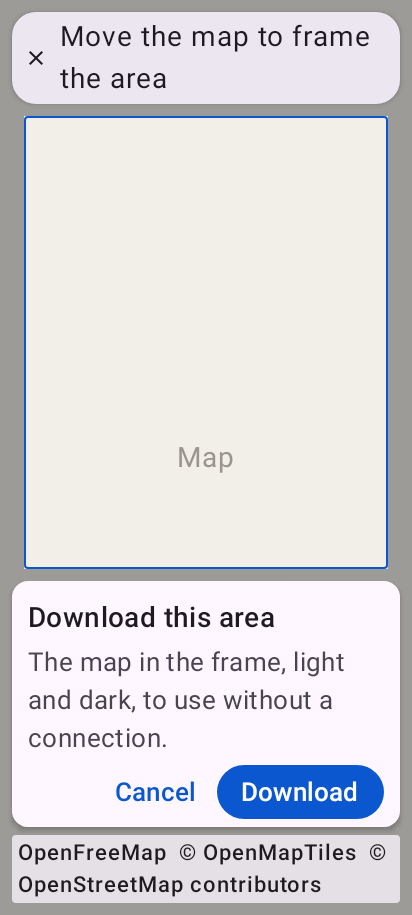 Move the map to frame
the area
Map
Download this area
The map in the frame, light
and dark, to use without a
connection.
Cancel Download
OpenFreeMap © OpenMapTiles ©
OpenStreetMap contributors